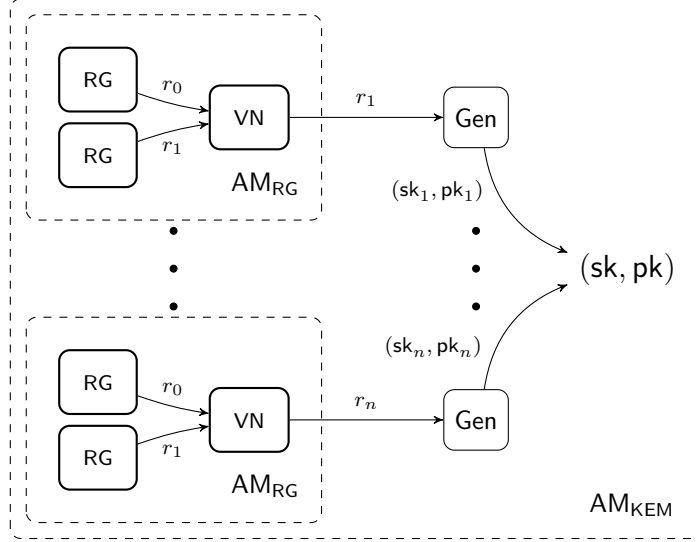 RG
r₀
RG
r₁
VN
AM_RG
r₁
Gen
(sk₁, pk₁)
(sk, pk)
RG
r₀
RG
r₁
VN
AM_RG
rₙ
Gen
(skₙ, pkₙ)
AM_KEM